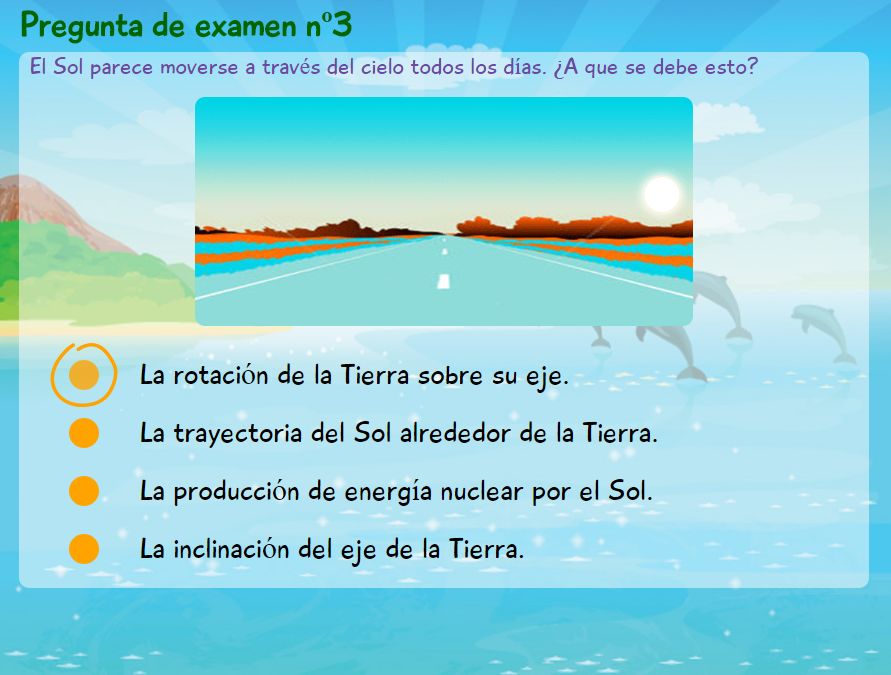 Pregunta de examen nº3
El Sol parece moverse a través del cielo todos los días. ¿A que se debe esto?
La rotación de la Tierra sobre su eje.
La trayectoria del Sol alrededor de la Tierra.
La producción de energía nuclear por el Sol.
La inclinación del eje de la Tierra.